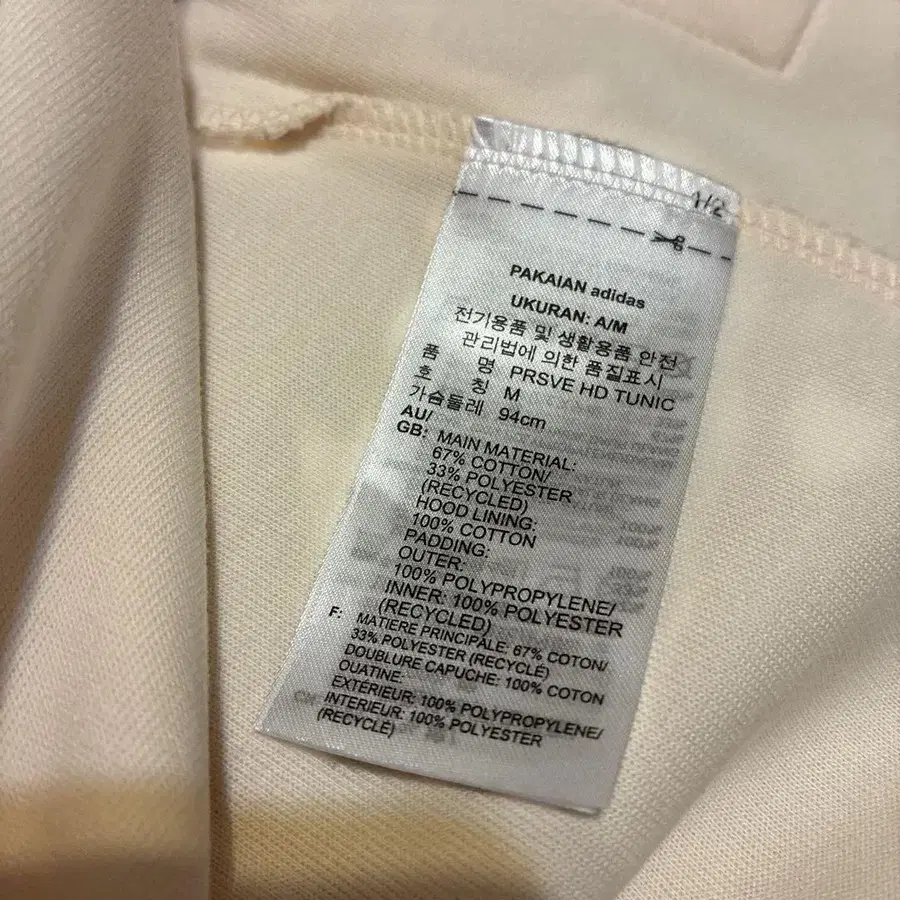 1/2
PAKAIAN adidas
UKURAN: A/M
전기용품 및 생활용품 안전
관리법에 의한 품질표시
품 명 PRSVE HD TUNIC
호 칭 M
가슴둘레 94cm
AU/
GB: MAIN MATERIAL:
67% COTTON/
33% POLYESTER
(RECYCLED)
HOOD LINING:
100% COTTON
PADDING:
OUTER:
100% POLYPROPYLENE/
INNER: 100% POLYESTER
(RECYCLED)
F: MATIERE PRINCIPALE: 67% COTON/
33% POLYESTER (RECYCLÉ)
DOUBLURE CAPUCHE: 100% COTON
OUATINE:
EXTÉRIEUR: 100% POLYPROPYLENE/
INTERIEUR: 100% POLYESTER
(RECYCLÉ)